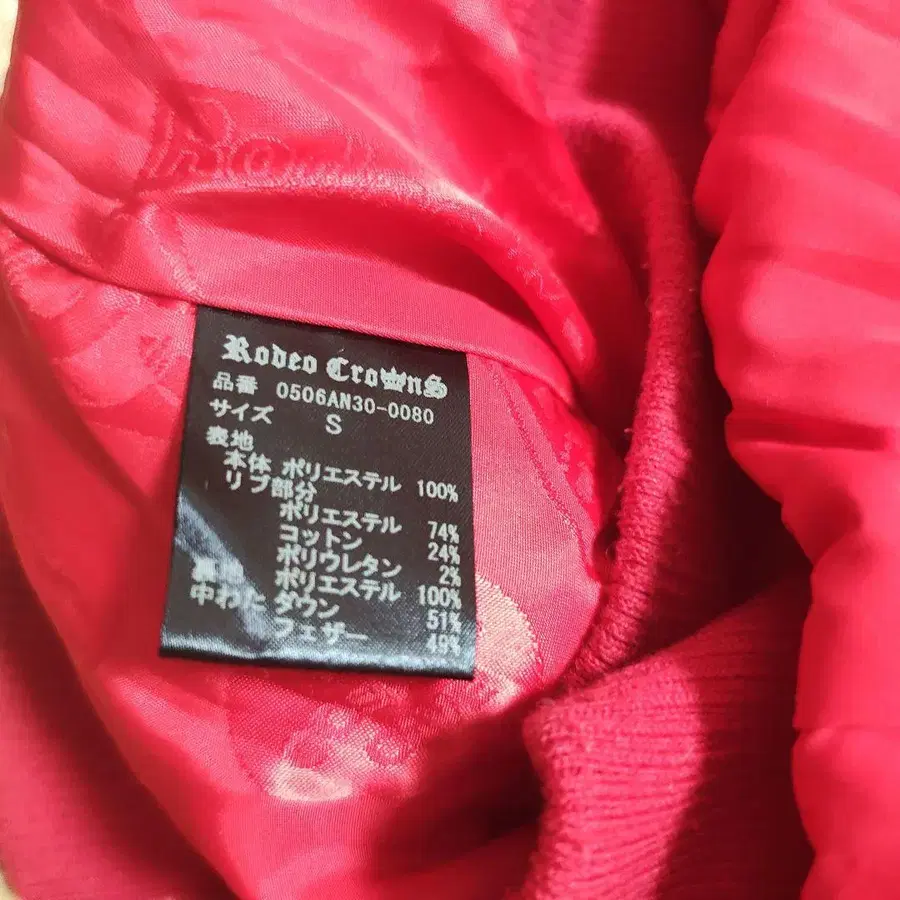 Rodeo Crowns
品番 0506AN30-0080
サイズ S
表地
本体 ポリエステル 100%
リブ部分
ポリエステル 74%
コットン 24%
ポリウレタン 2%
裏地 ポリエステル 100%
中わた ダウン 51%
フェザー 49%